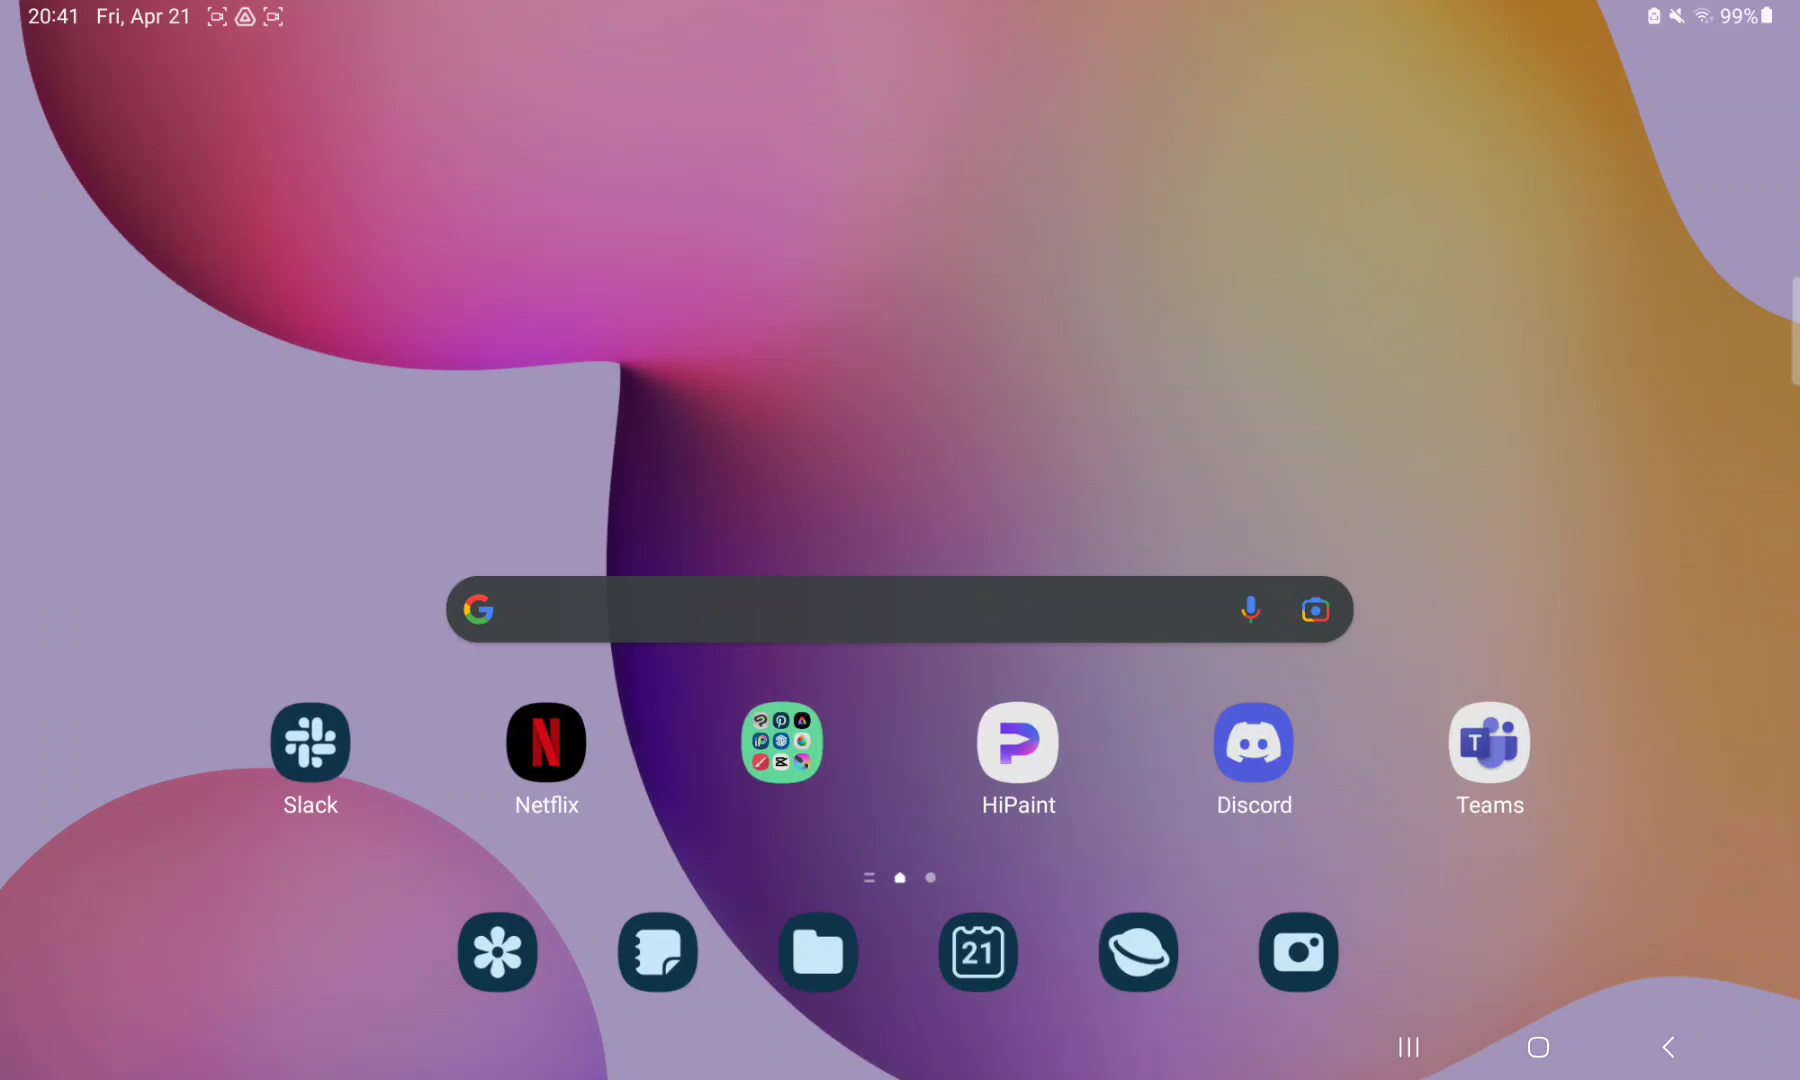 20:41 Fri, Apr 21
99%
Slack
Netflix
HiPaint
Discord
Teams
21